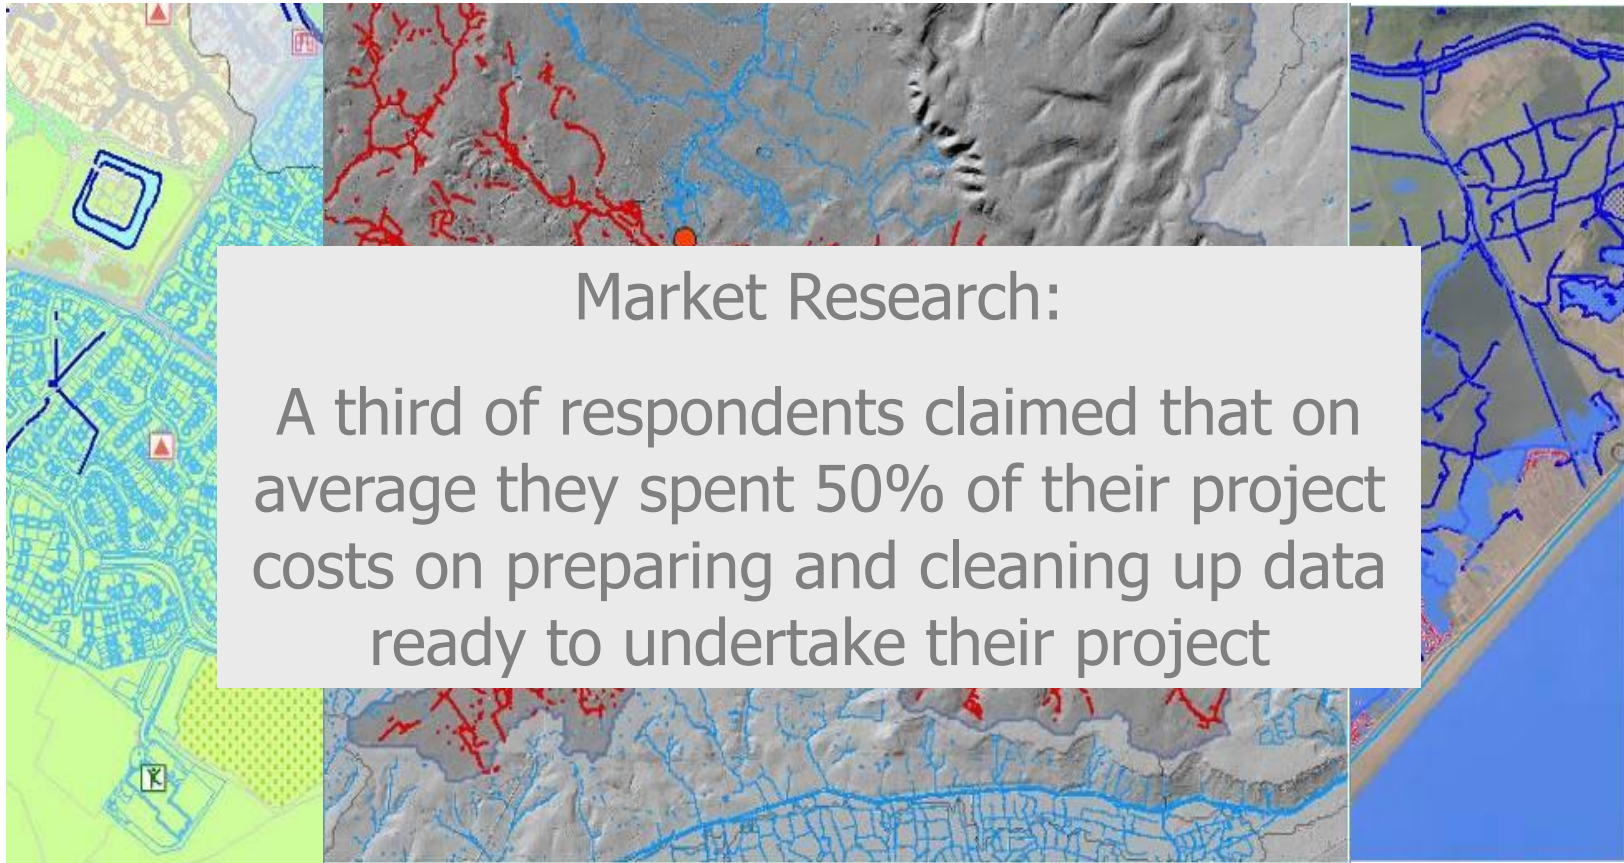 Market Research:
A third of respondents claimed that on
average they spent 50% of their project
costs on preparing and cleaning up data
ready to undertake their project